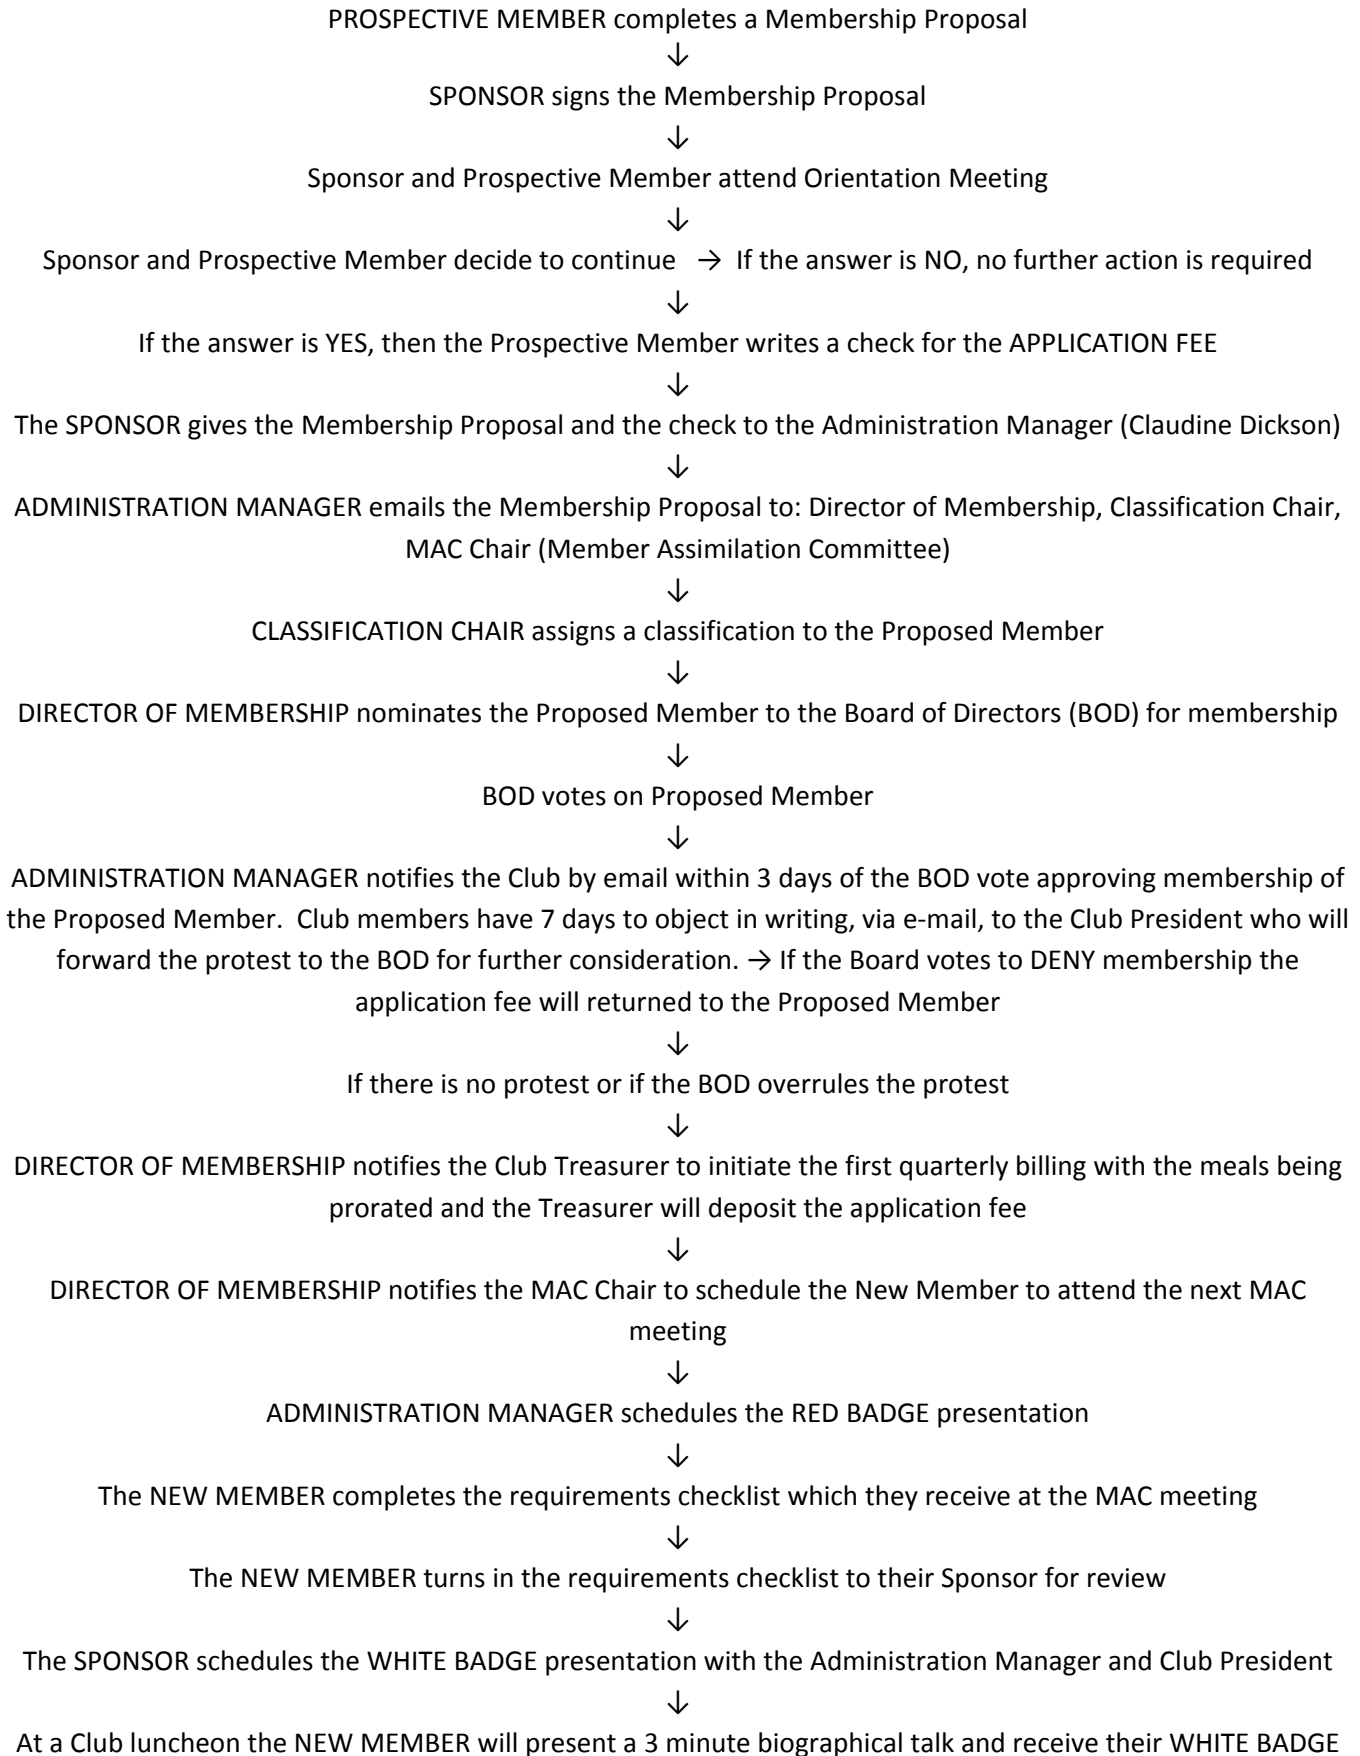 PROSPECTIVE MEMBER completes a Membership Proposal
↓
SPONSOR signs the Membership Proposal
↓
Sponsor and Prospective Member attend Orientation Meeting
↓
Sponsor and Prospective Member decide to continue → If the answer is NO, no further action is required
↓
If the answer is YES, then the Prospective Member writes a check for the APPLICATION FEE
↓
The SPONSOR gives the Membership Proposal and the check to the Administration Manager (Claudine Dickson)
↓
ADMINISTRATION MANAGER emails the Membership Proposal to: Director of Membership, Classification Chair,
MAC Chair (Member Assimilation Committee)
↓
CLASSIFICATION CHAIR assigns a classification to the Proposed Member
↓
DIRECTOR OF MEMBERSHIP nominates the Proposed Member to the Board of Directors (BOD) for membership
↓
BOD votes on Proposed Member
↓
ADMINISTRATION MANAGER notifies the Club by email within 3 days of the BOD vote approving membership of
the Proposed Member. Club members have 7 days to object in writing, via e-mail, to the Club President who will
forward the protest to the BOD for further consideration. → If the Board votes to DENY membership the
application fee will returned to the Proposed Member
↓
If there is no protest or if the BOD overrules the protest
↓
DIRECTOR OF MEMBERSHIP notifies the Club Treasurer to initiate the first quarterly billing with the meals being
prorated and the Treasurer will deposit the application fee
↓
DIRECTOR OF MEMBERSHIP notifies the MAC Chair to schedule the New Member to attend the next MAC
meeting
↓
ADMINISTRATION MANAGER schedules the RED BADGE presentation
↓
The NEW MEMBER completes the requirements checklist which they receive at the MAC meeting
↓
The NEW MEMBER turns in the requirements checklist to their Sponsor for review
↓
The SPONSOR schedules the WHITE BADGE presentation with the Administration Manager and Club President
↓
At a Club luncheon the NEW MEMBER will present a 3 minute biographical talk and receive their WHITE BADGE